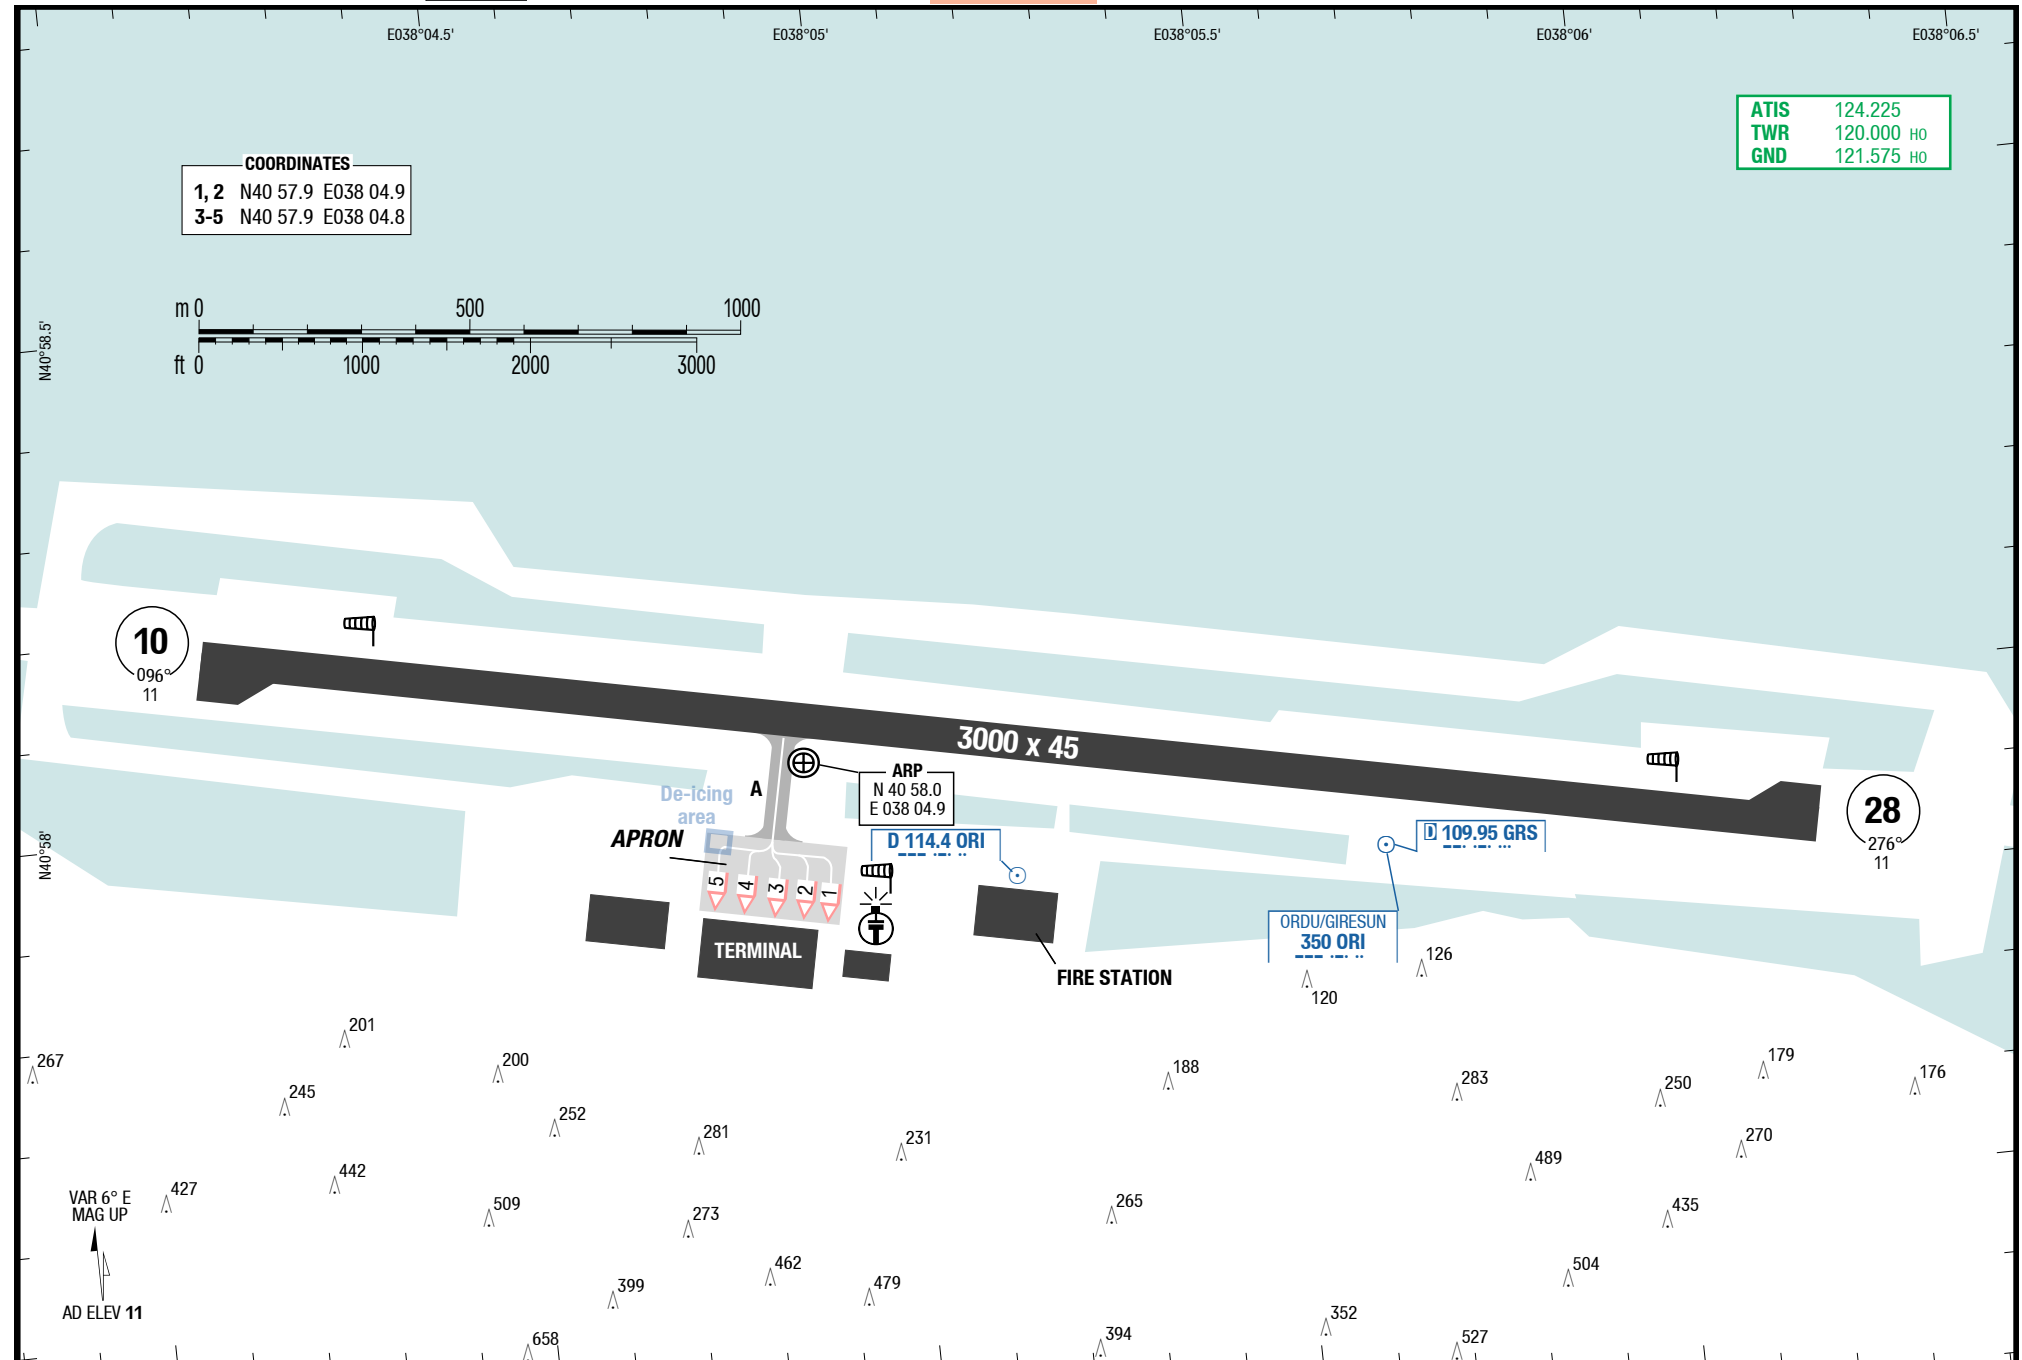 E038°04.5'
E038°05'
E038°05.5'
E038°06'
E038°06.5'
ATIS 124.225
TWR 120.000 HO
GND 121.575 HO
COORDINATES
1, 2 N40 57.9 E038 04.9
3-5 N40 57.9 E038 04.8
m 0 500 1000
ft 0 1000 2000 3000
N40°58.5'
10
096°
11
3000 x 45
28
276°
11
A
ARP
N 40 58.0
E 038 04.9
De-icing
area
APRON
D 114.4 ORI
D 109.95 GRS
N40°58'
5 4 3 2 1
TERMINAL
ORDU/GIRESUN
350 ORI
FIRE STATION
126
120
201
267
200
188
179
283
250
176
245
252
281
231
270
489
442
427
509
273
265
435
462
504
399
479
352
658
394
527
VAR 6° E
MAG UP
AD ELEV 11